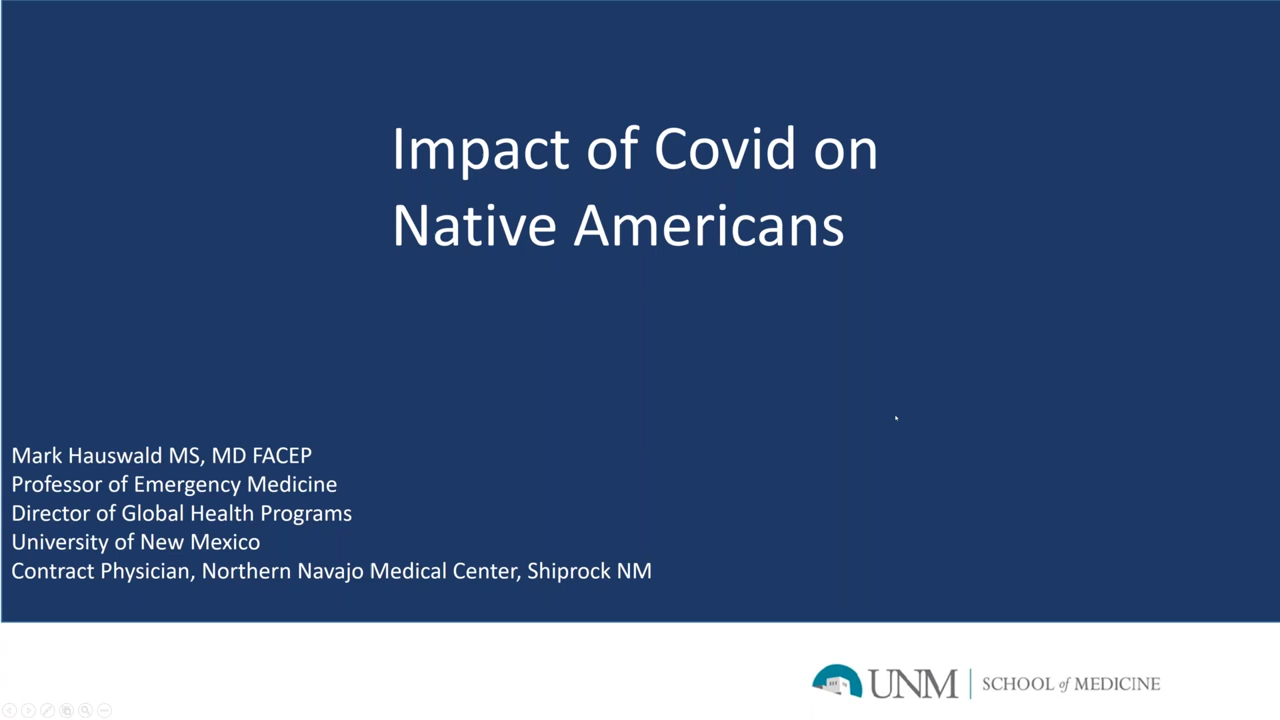 Impact of Covid on
Native Americans
Mark Hauswald MS, MD FACEP
Professor of Emergency Medicine
Director of Global Health Programs
University of New Mexico
Contract Physician, Northern Navajo Medical Center, Shiprock NM
UNM | SCHOOL of MEDICINE